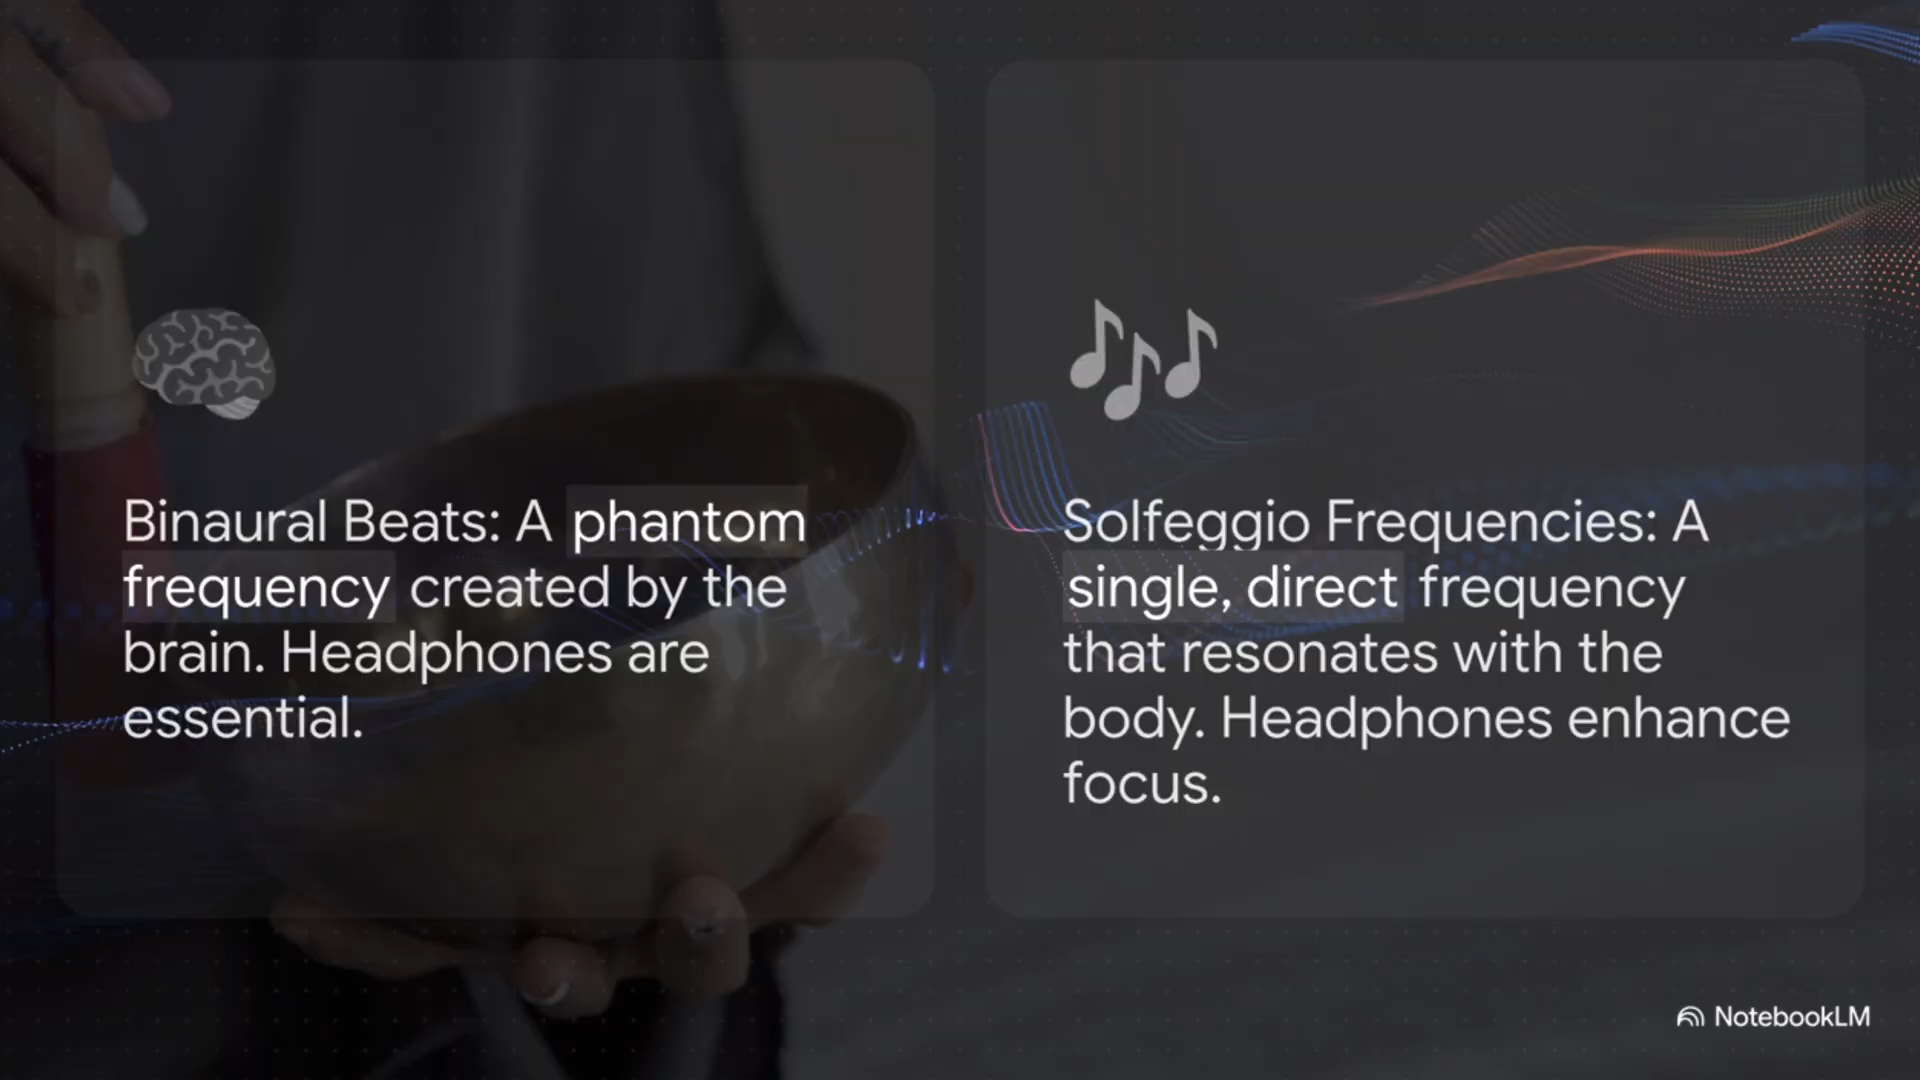 Binaural Beats: A phantom
frequency created by the
brain. Headphones are
essential.
Solfeggio Frequencies: A
single, direct frequency
that resonates with the
body. Headphones enhance
focus.
NotebookLM